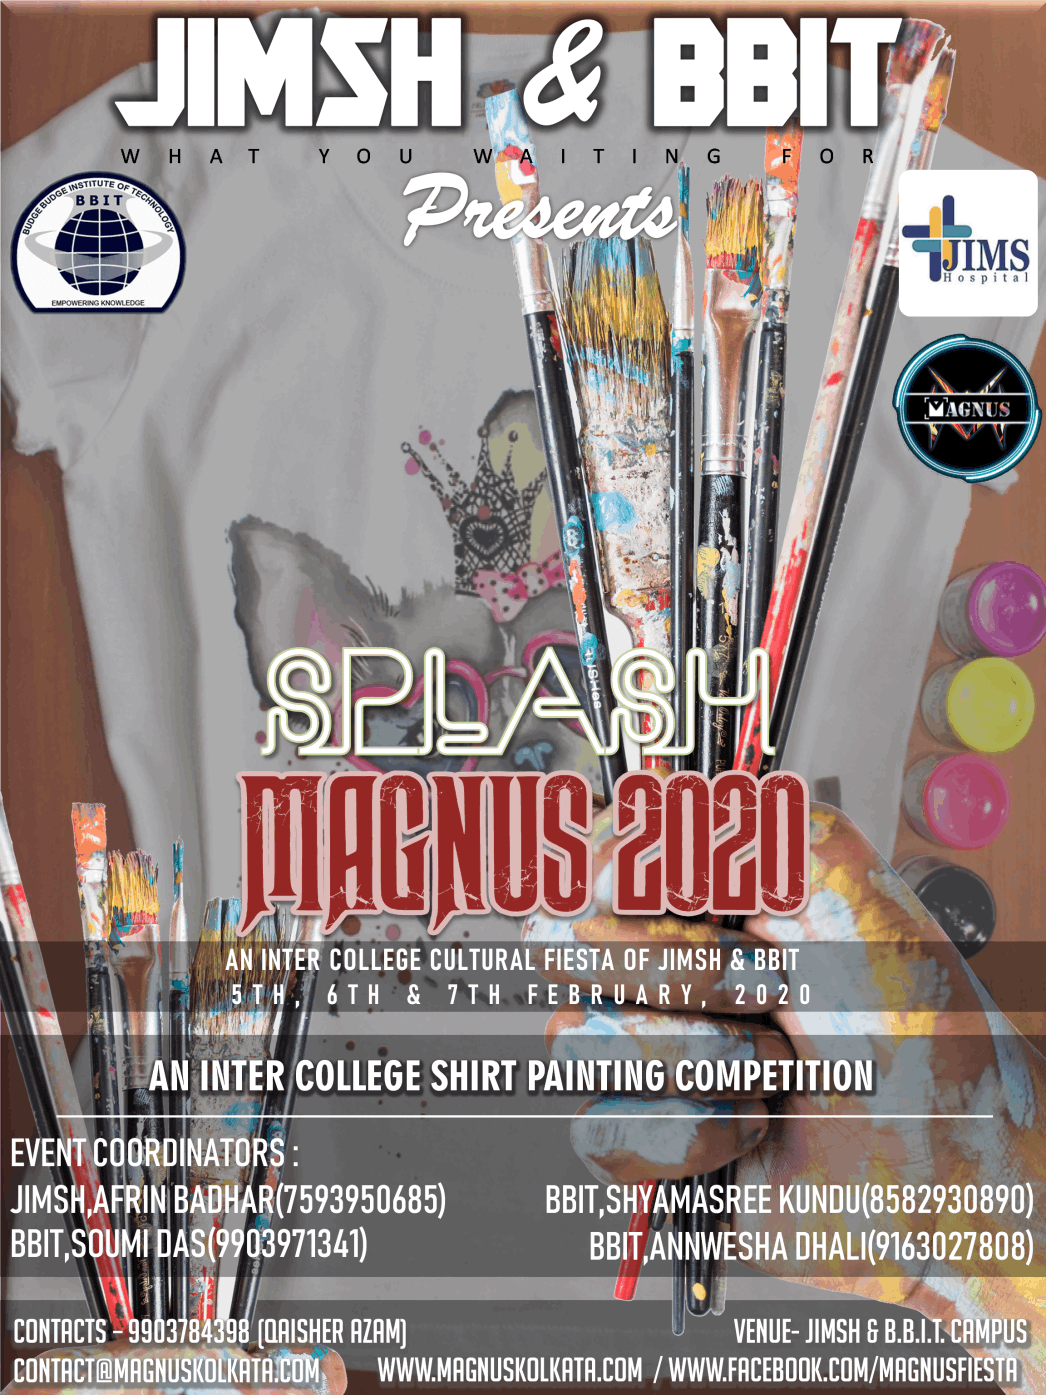 JIMSH & BBIT
WHAT YOU WAITING FOR
Presents
BUDGE BUDGE INSTITUTE OF TECHNOLOGY
BBIT
EMPOWERING KNOWLEDGE
JIMS
Hospital
MAGNUS
SPLASH
MAGNUS 2020
AN INTER COLLEGE CULTURAL FIESTA OF JIMSH & BBIT
5TH, 6TH & 7TH FEBRUARY, 2020
AN INTER COLLEGE SHIRT PAINTING COMPETITION
EVENT COORDINATORS :
JIMSH,AFRIN BADHAR(7593950685)
BBIT,SHYAMASREE KUNDU(8582930890)
BBIT,SOUMI DAS(9903971341)
BBIT,ANNWESHA DHALI(9163027808)
CONTACTS - 9903784398 (QAISHER AZAM)
VENUE- JIMSH & B.B.I.T. CAMPUS
CONTACT@MAGNUSKOLKATA.COM
WWW.MAGNUSKOLKATA.COM / WWW.FACEBOOK.COM/MAGNUSFIESTA